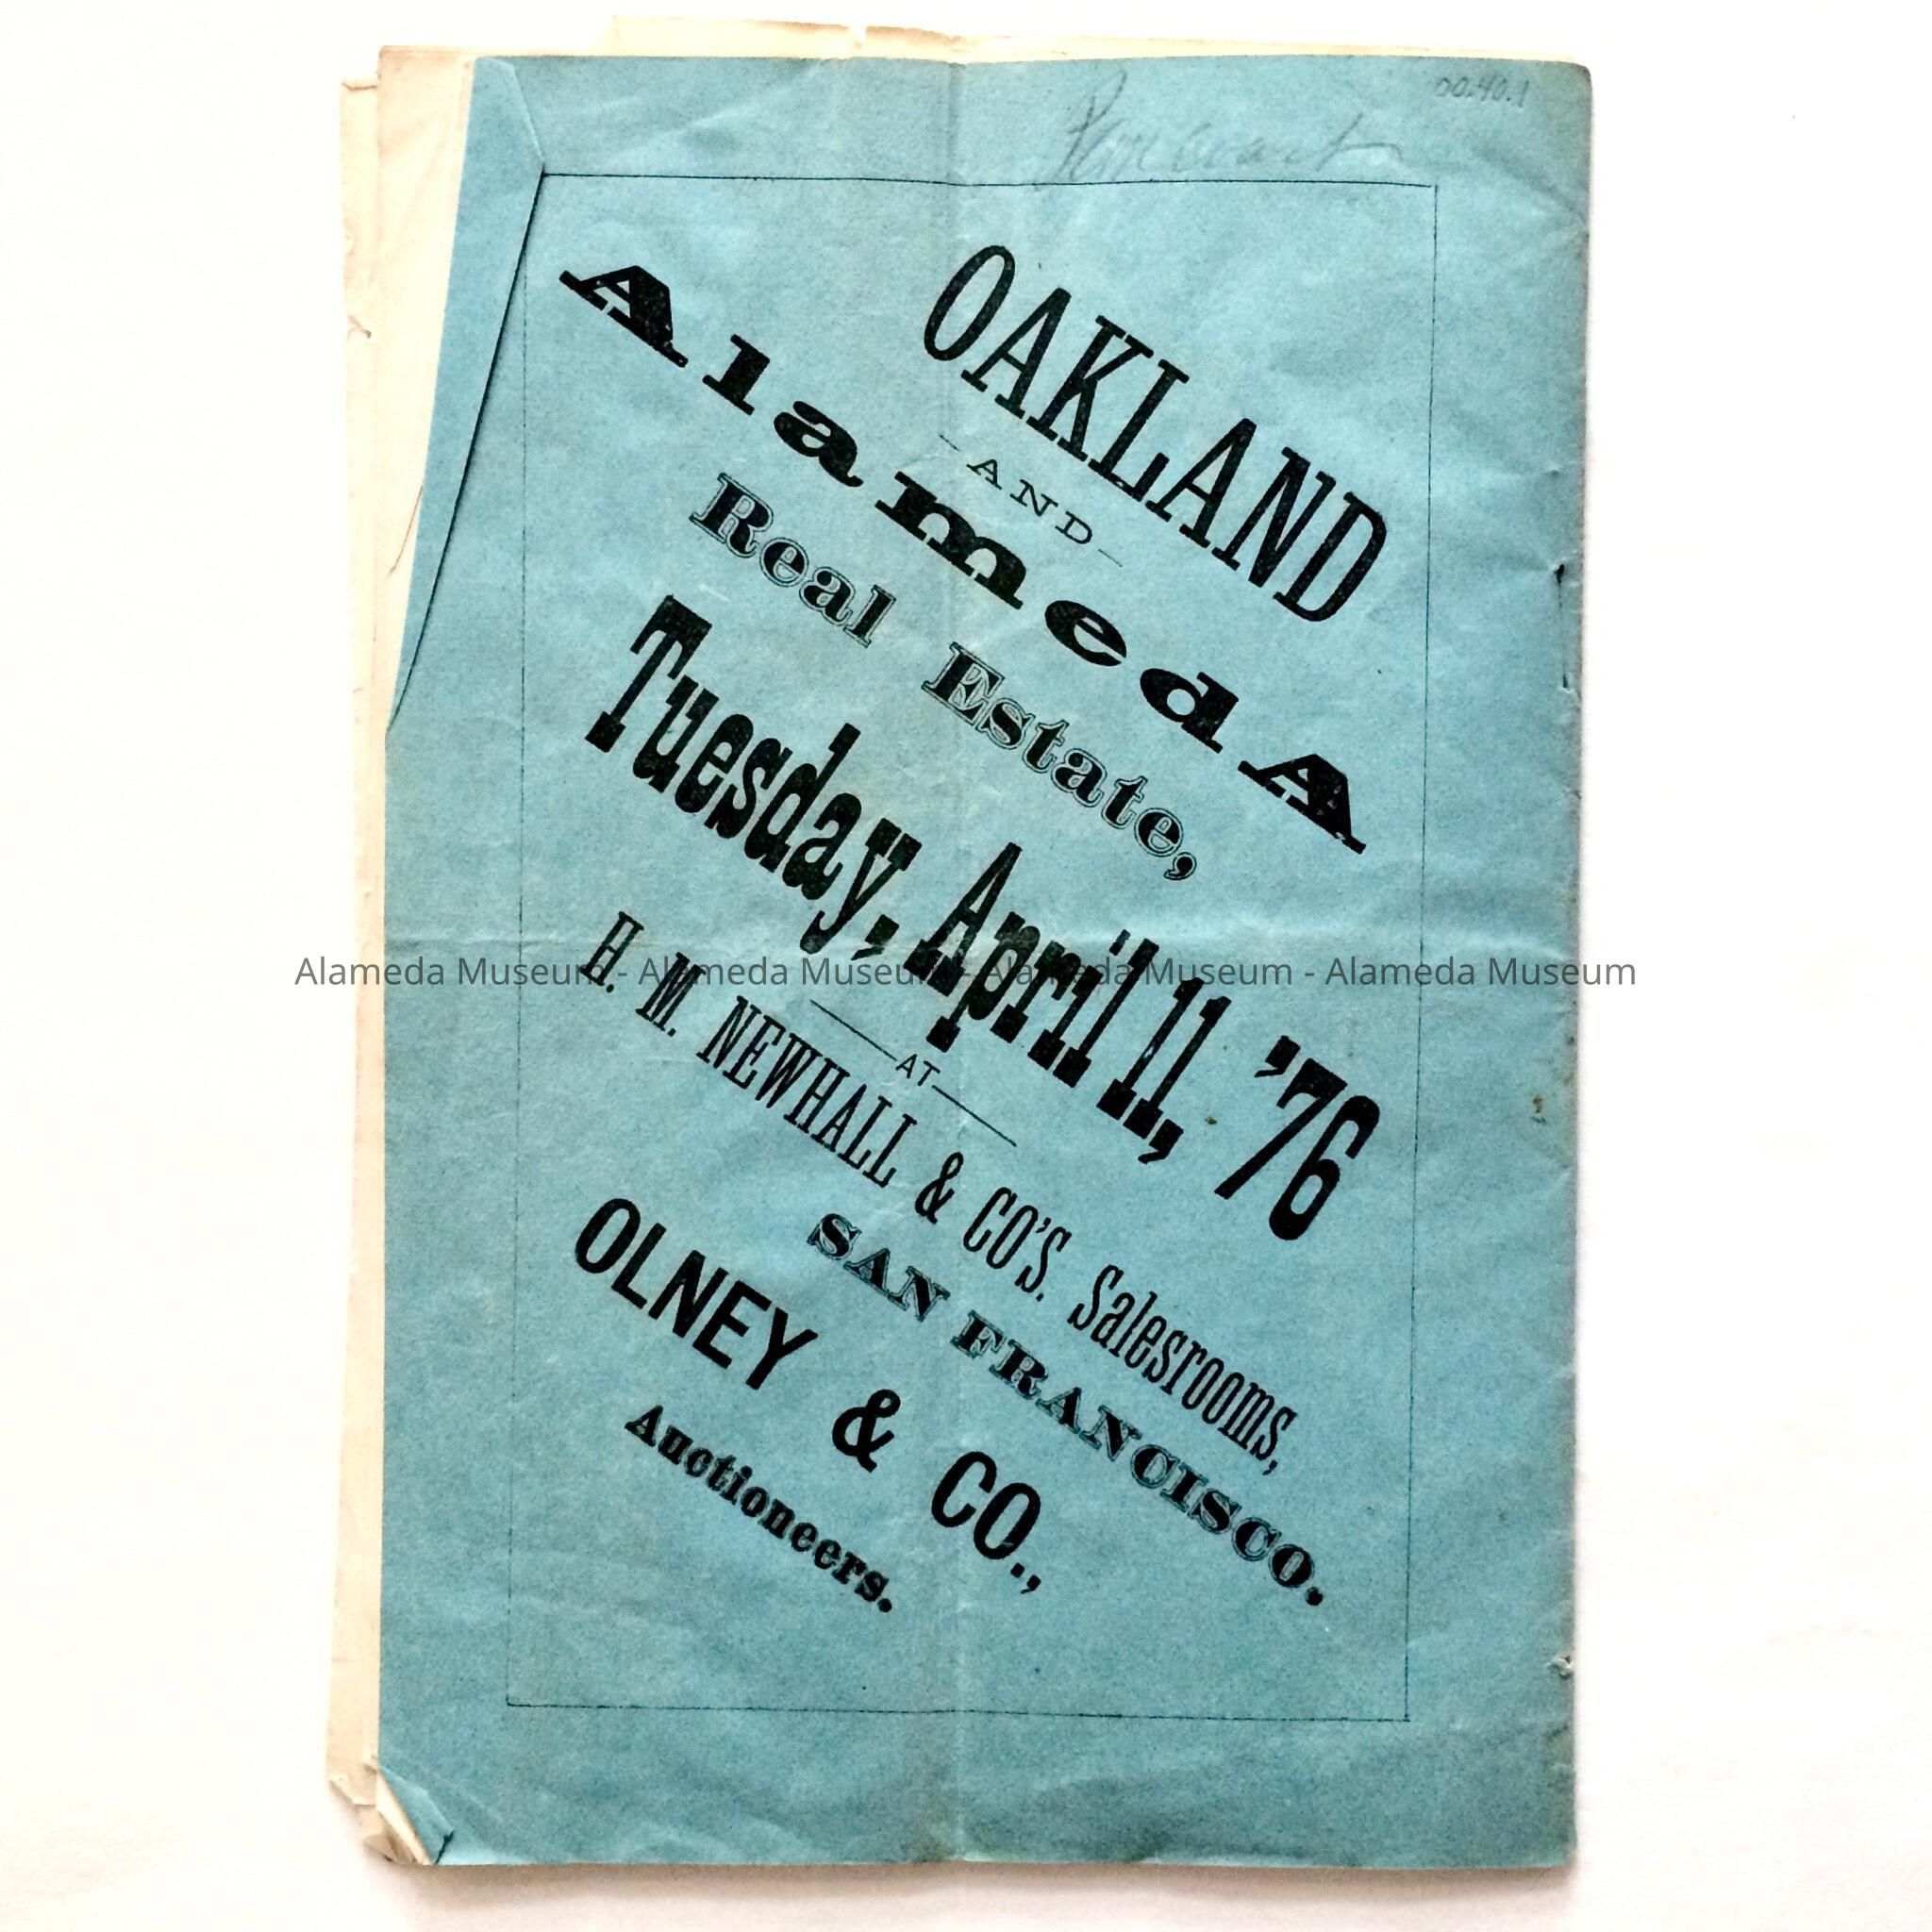 00.40.1
OAKLAND
-AND-
AlamedA
Real Estate,
Tuesday, April 11, '76
AT
H. M. NEWHALL & CO'S. Salesrooms,
SAN FRANCISCO.
OLNEY & CO.,
Auctioneers.
Alameda Museum - Alameda Museum - Alameda Museum - Alameda Museum